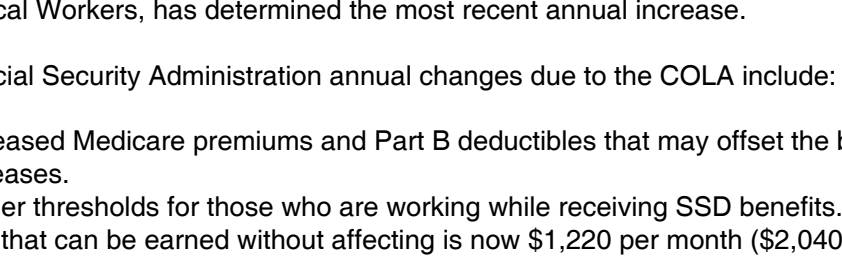 cal Workers, has determined the most recent annual increase.
cial Security Administration annual changes due to the COLA include:
eased Medicare premiums and Part B deductibles that may offset the b
eases.
er thresholds for those who are working while receiving SSD benefits.
that can be earned without affecting is now $1,220 per month ($2,040